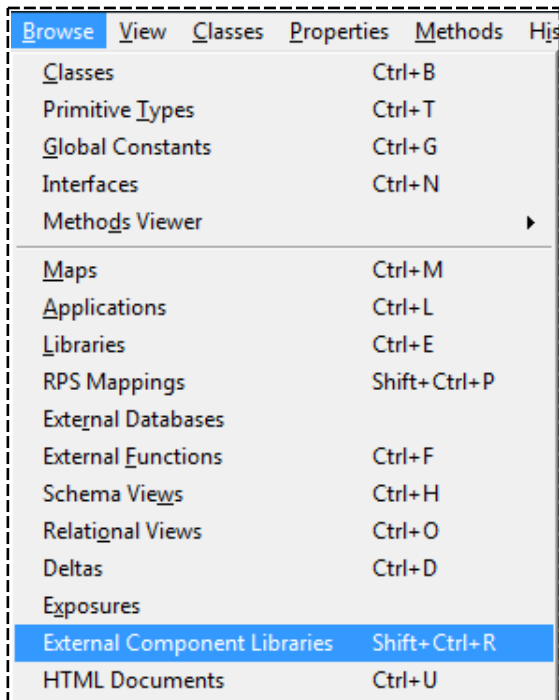 Browse View Classes Properties Methods His
Classes Ctrl+B
Primitive Types Ctrl+T
Global Constants Ctrl+G
Interfaces Ctrl+N
Methods Viewer
Maps Ctrl+M
Applications Ctrl+L
Libraries Ctrl+E
RPS Mappings Shift+Ctrl+P
External Databases
External Functions Ctrl+F
Schema Views Ctrl+H
Relational Views Ctrl+O
Deltas Ctrl+D
Exposures
External Component Libraries Shift+Ctrl+R
HTML Documents Ctrl+U